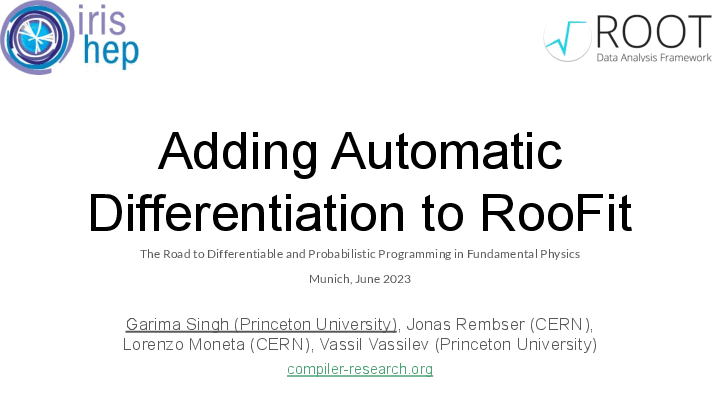 iris
hep
ROOT
Data Analysis Framework
Adding Automatic
Differentiation to RooFit
The Road to Differentiable and Probabilistic Programming in Fundamental Physics
Munich, June 2023
Garima Singh (Princeton University), Jonas Rembser (CERN),
Lorenzo Moneta (CERN), Vassil Vassilev (Princeton University)
compiler-research.org